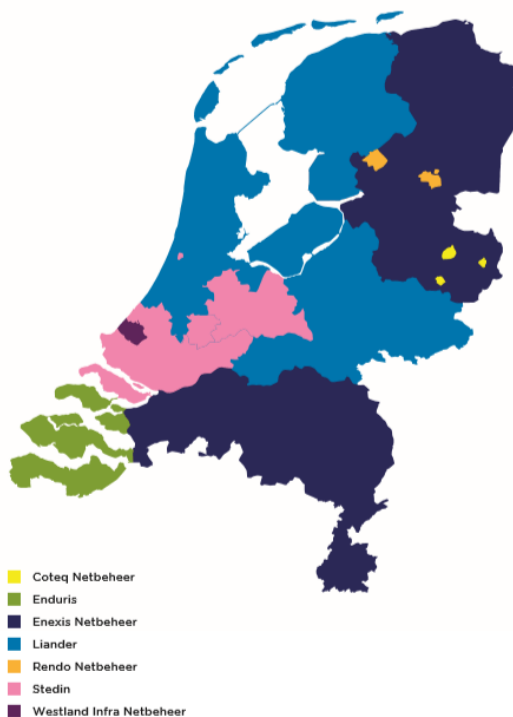 Coteq Netbeheer
Enduris
Enexis Netbeheer
Liander
Rendo Netbeheer
Stedin
Westland Infra Netbeheer